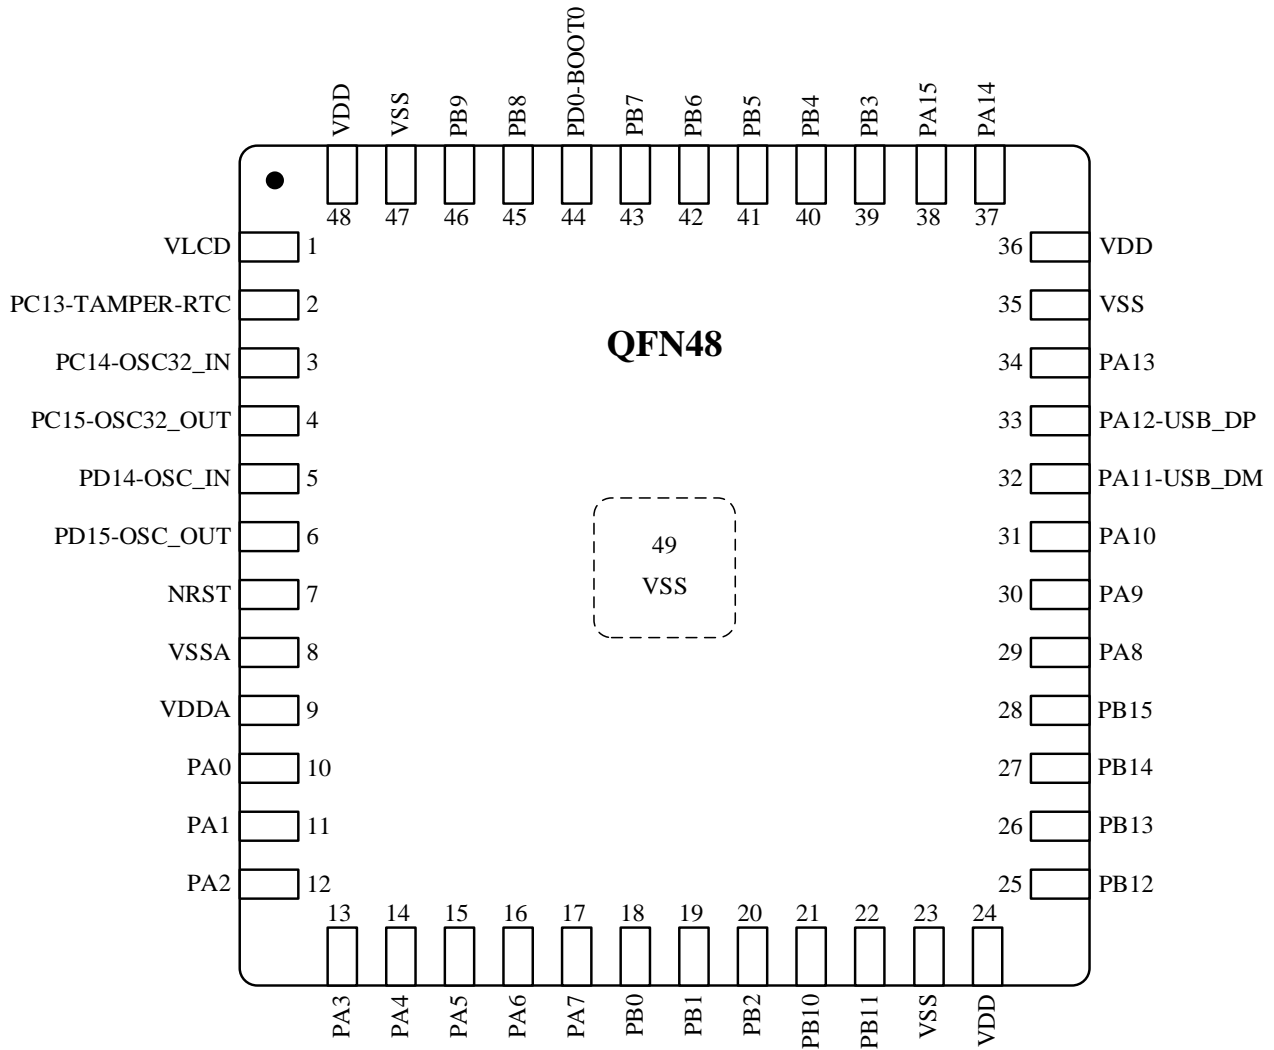 VDD VSS PB9 PB8 PD0-BOOT0 PB7 PB6 PB5 PB4 PB3 PA15 PA14
48 47 46 45 44 43 42 41 40 39 38 37
VLCD 1 36 VDD
PC13-TAMPER-RTC 2 35 VSS
QFN48
PC14-OSC32_IN 3 34 PA13
PC15-OSC32_OUT 4 33 PA12-USB_DP
PD14-OSC_IN 5 32 PA11-USB_DM
PD15-OSC_OUT 6 31 PA10
49
VSS
NRST 7 30 PA9
VSSA 8 29 PA8
VDDA 9 28 PB15
PA0 10 27 PB14
PA1 11 26 PB13
PA2 12 25 PB12
13 14 15 16 17 18 19 20 21 22 23 24
PA3 PA4 PA5 PA6 PA7 PB0 PB1 PB2 PB10 PB11 VSS VDD